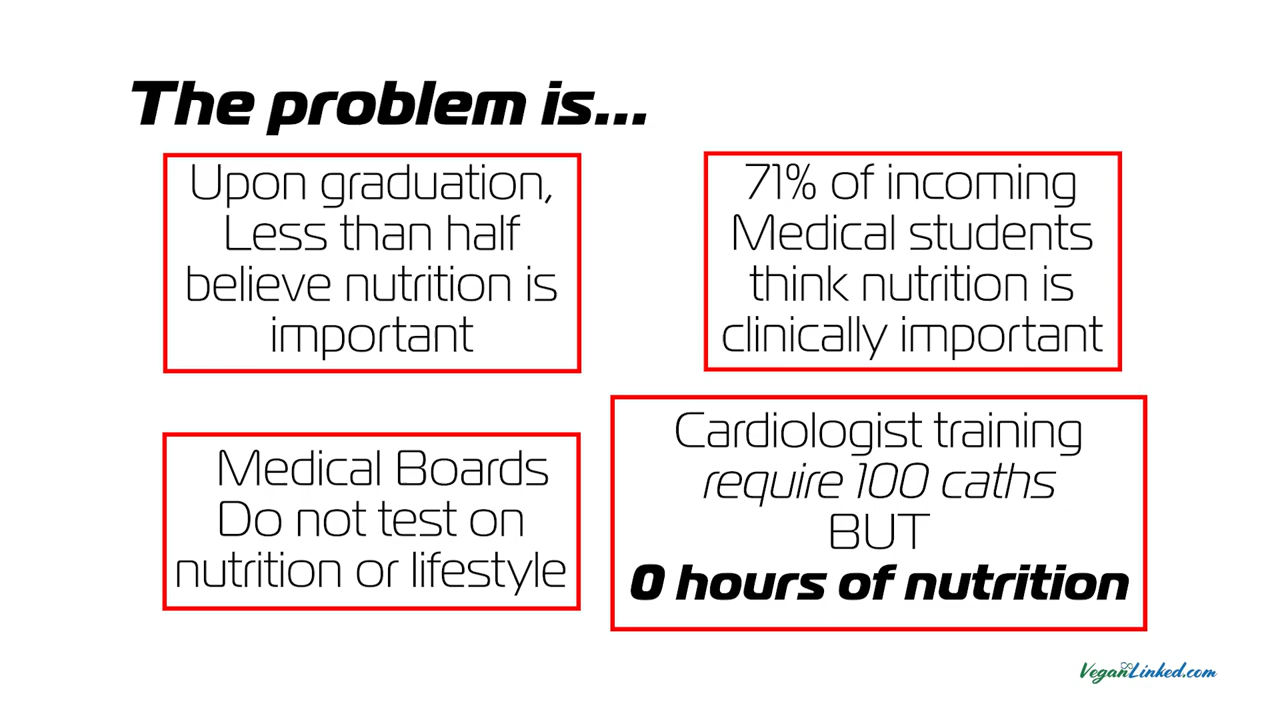 The problem is...
Upon graduation,
Less than half
believe nutrition is
important
71% of incoming
Medical students
think nutrition is
clinically important
Medical Boards
Do not test on
nutrition or lifestyle
Cardiologist training
require 100 caths
BUT
0 hours of nutrition
VeganLinked.com